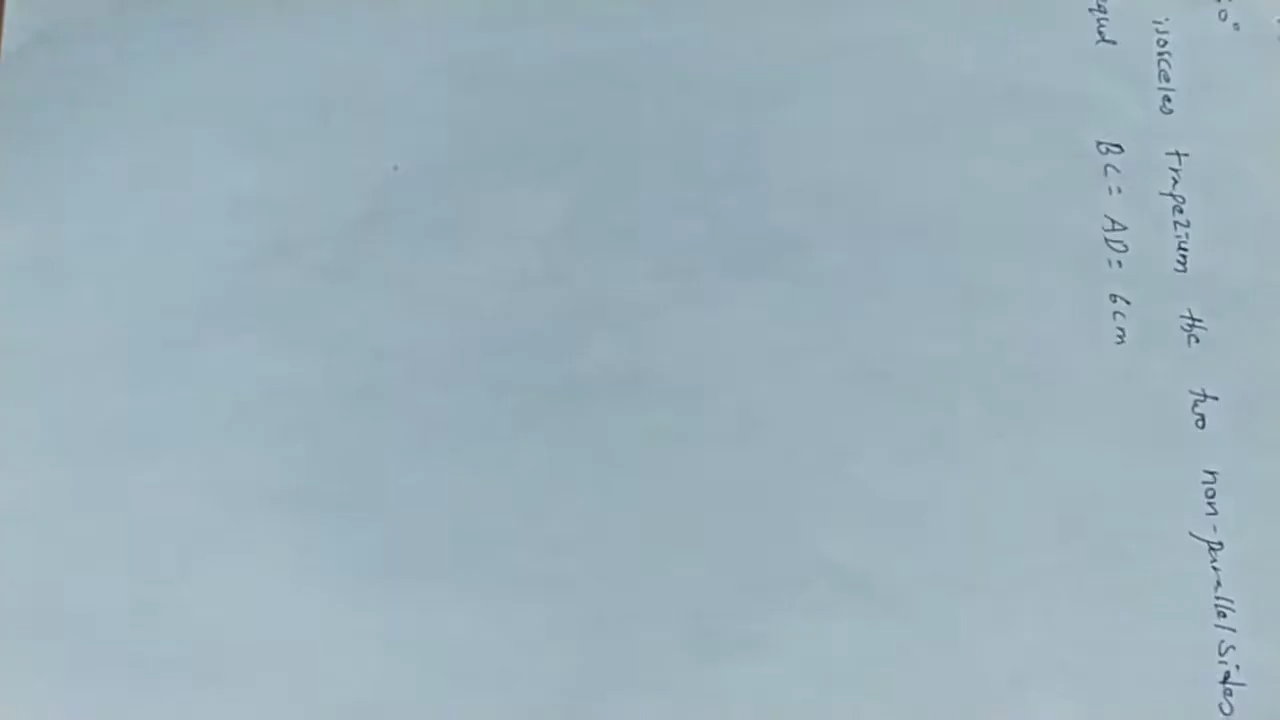 isosceles trapezium the two non-parallel sides
equal BC = AD = 6cm